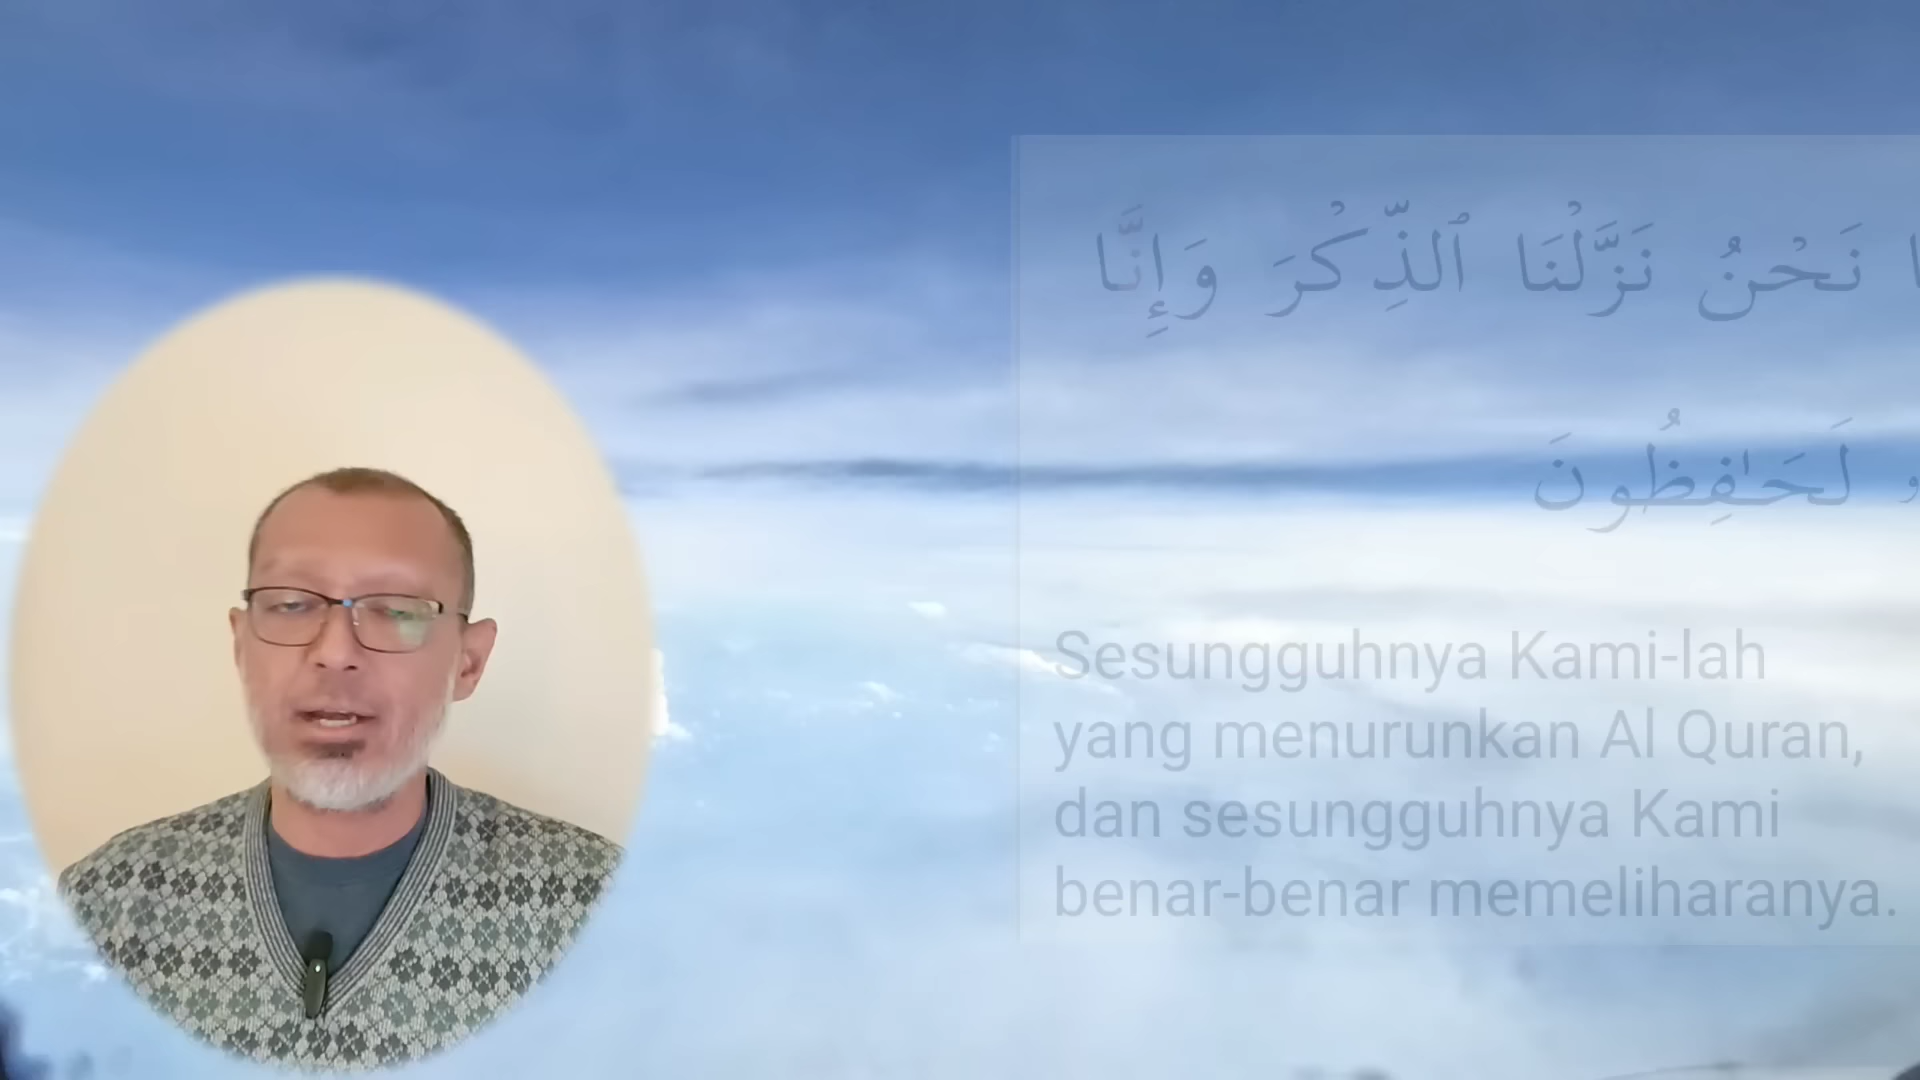 نَحْنُ نَزَّلْنَا ٱلذِّكْرَ وَإِنَّا
لَحَـٰفِظُونَ
Sesungguhnya Kami-lah
yang menurunkan Al Quran,
dan sesungguhnya Kami
benar-benar memeliharanya.